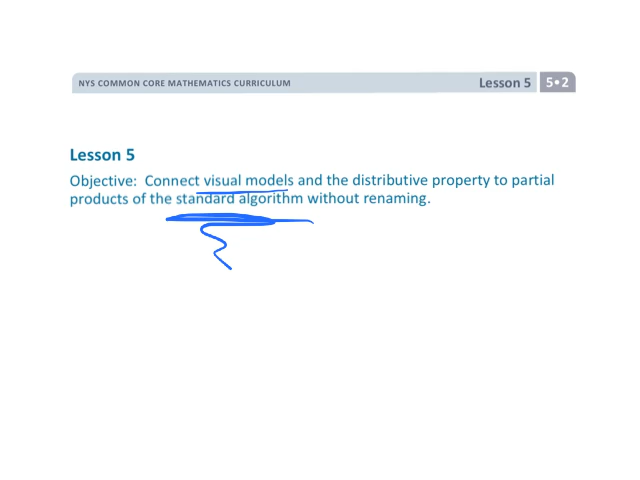 NYS COMMON CORE MATHEMATICS CURRICULUM Lesson 5 5•2
Lesson 5
Objective: Connect visual models and the distributive property to partial
products of the standard algorithm without renaming.